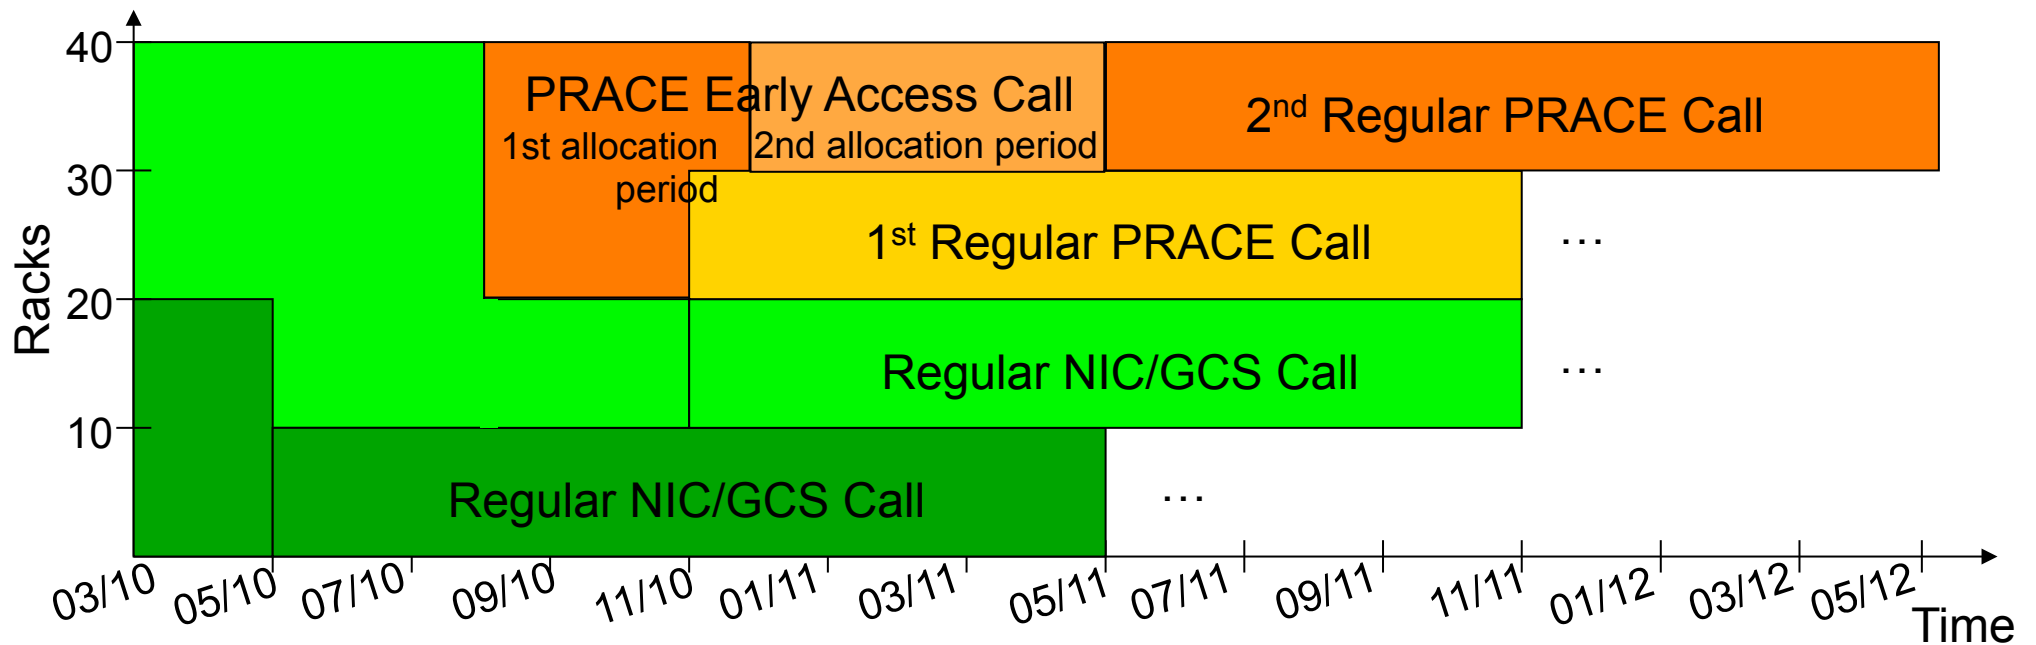 40
PRACE Early Access Call
2nd Regular PRACE Call
1st allocation
period
2nd allocation period
30
1st Regular PRACE Call
...
Racks
20
Regular NIC/GCS Call
...
10
Regular NIC/GCS Call
...
03/10 05/10 07/10 09/10 11/10 01/11 03/11 05/11 07/11 09/11 11/11 01/12 03/12 05/12
Time